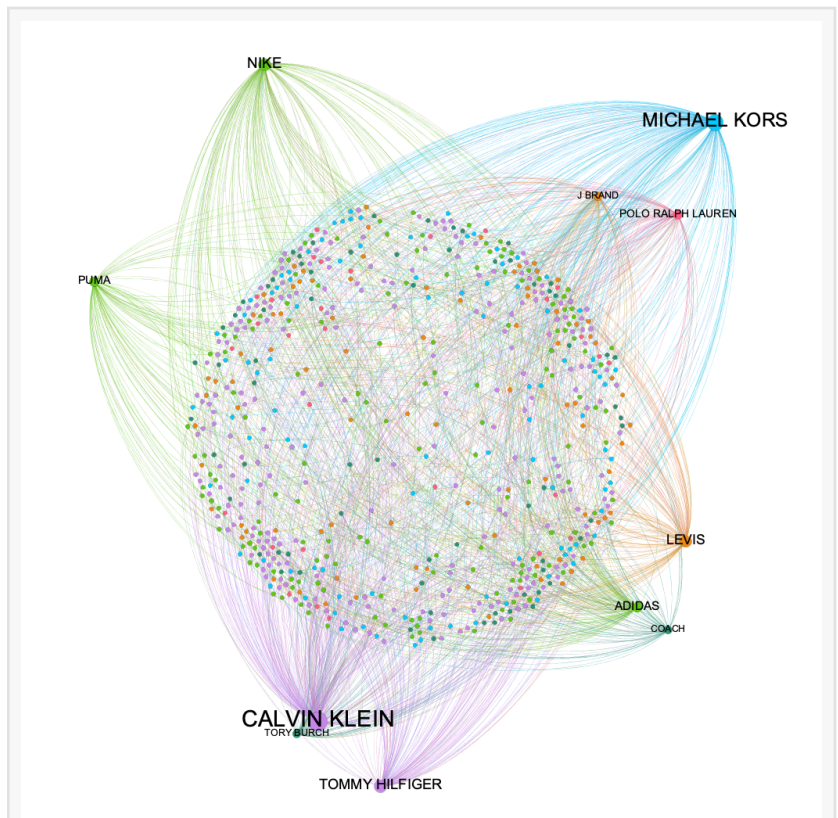 NIKE
MICHAEL KORS
J BRAND
POLO RALPH LAUREN
PUMA
LEVIS
ADIDAS
COACH
CALVIN KLEIN
TORY BURCH
TOMMY HILFIGER